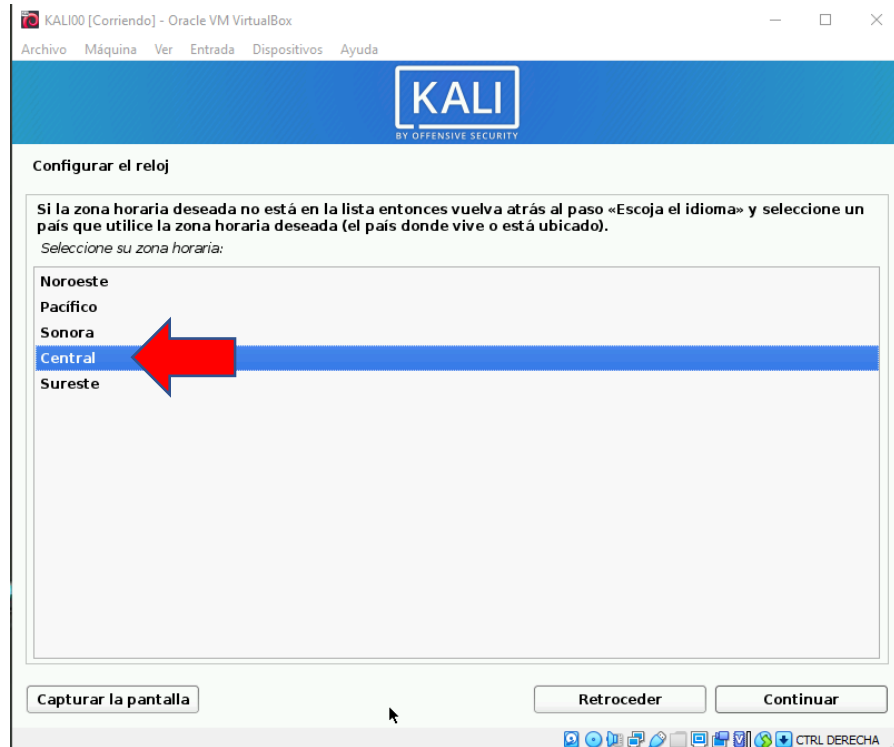 KALI00 [Corriendo] - Oracle VM VirtualBox
Archivo Máquina Ver Entrada Dispositivos Ayuda
KALI
BY OFFENSIVE SECURITY
Configurar el reloj
Si la zona horaria deseada no está en la lista entonces vuelva atrás al paso «Escoja el idioma» y seleccione un
país que utilice la zona horaria deseada (el país donde vive o está ubicado).
Seleccione su zona horaria:
Noroeste
Pacífico
Sonora
Central
Sureste
Capturar la pantalla
Retroceder
Continuar
CTRL DERECHA